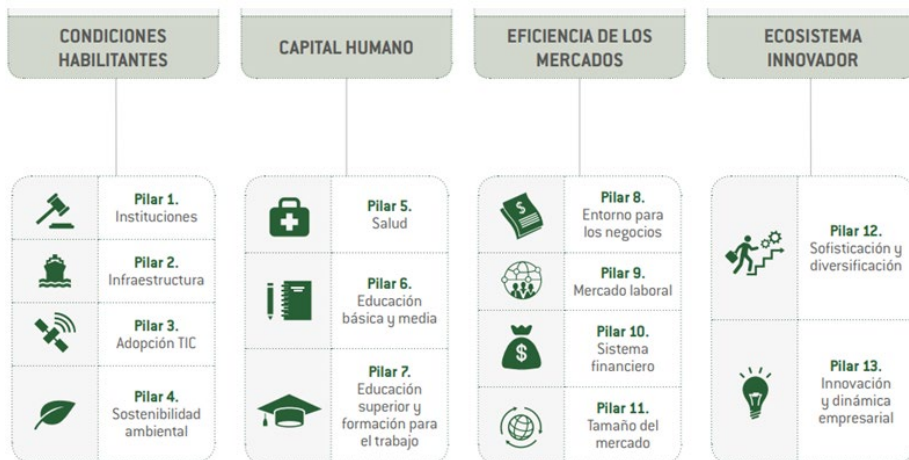 CONDICIONES
HABILITANTES
Pilar 1.
Instituciones
Pilar 2.
Infraestructura
Pilar 3.
Adopción TIC
Pilar 4.
Sostenibilidad
ambiental
CAPITAL HUMANO
Pilar 5.
Salud
Pilar 6.
Educación
básica y media
Pilar 7.
Educación
superior y
formación para
el trabajo
EFICIENCIA DE LOS
MERCADOS
Pilar 8.
Entorno para
los negocios
Pilar 9.
Mercado laboral
Pilar 10.
Sistema
financiero
Pilar 11.
Tamaño del
mercado
ECOSISTEMA
INNOVADOR
Pilar 12.
Sofisticación y
diversificación
Pilar 13.
Innovación
y dinámica
empresarial